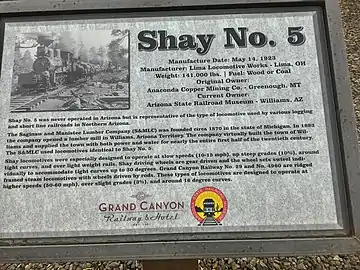 Shay No. 5
Manufacture Date: May 14, 1923
Manufacturer: Lima Locomotive Works - Lima, OH
Weight: 141,000 lbs. | Fuel: Wood or Coal
Original Owner:
Anaconda Copper Mining Co. - Greenough, MT
Current Owner:
Arizona State Railroad Museum - Williams, AZ
Shay No. 5 was never operated in Arizona but is representative of the type of locomotive used by various logging
and short line railroads in Northern Arizona.
The Saginaw and Manistee Lumber Company (S&MLC) was founded circa 1870 in the state of Michigan. In 1893
the company opened a lumber mill in Williams, Arizona Territory. The company virtually built the town of Wil-
liams and supplied the town with both power and water for nearly the entire first half of the twentieth century.
The S&MLC used locomotives identical to Shay No. 5.
Shay locomotives were especially designed to operate at slow speeds (10-15 mph), up steep grades (10%), around
tight curves, and over light weight rails. Shay driving wheels are gear driven and the wheel sets swivel indi-
vidually to accommodate tight curves up to 30 degrees. Grand Canyon Railway No. 29 and No. 4960 are ridged
framed steam locomotives with wheels driven by rods. These types of locomotives are designed to operate at
higher speeds (50-60 mph), over slight grades (3%), and around 16 degree curves.
GRAND CANYON
Railway & Hotel